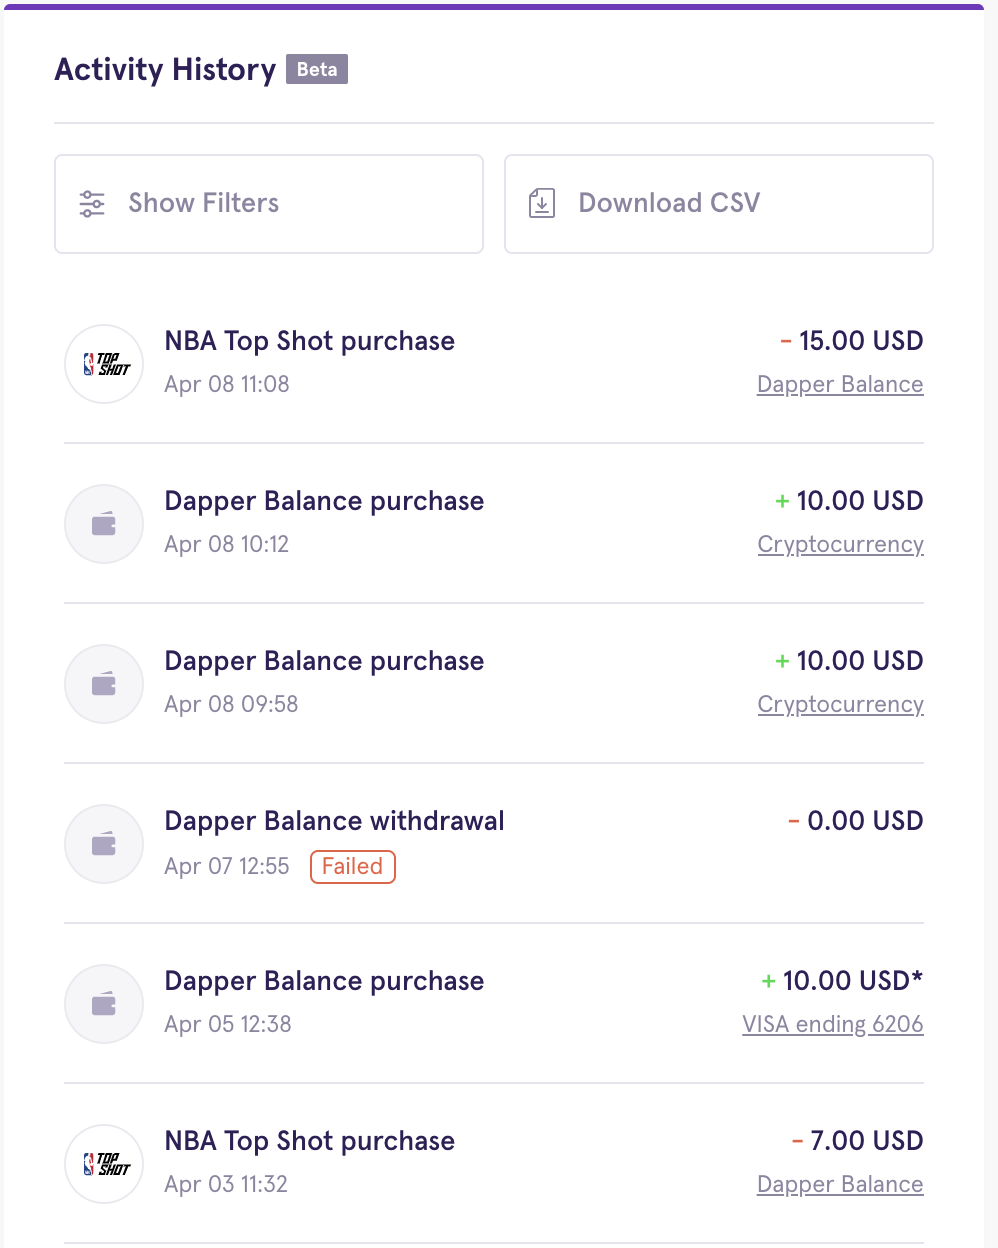 Activity History Beta
Show Filters
Download CSV
TOP
SHOT
NBA Top Shot purchase
- 15.00 USD
Apr 08 11:08
Dapper Balance
Dapper Balance purchase
+ 10.00 USD
Apr 08 10:12
Cryptocurrency
Dapper Balance purchase
+ 10.00 USD
Apr 08 09:58
Cryptocurrency
Dapper Balance withdrawal
- 0.00 USD
Apr 07 12:55 Failed
Dapper Balance purchase
+ 10.00 USD*
Apr 05 12:38
VISA ending 6206
TOP
SHOT
NBA Top Shot purchase
- 7.00 USD
Apr 03 11:32
Dapper Balance